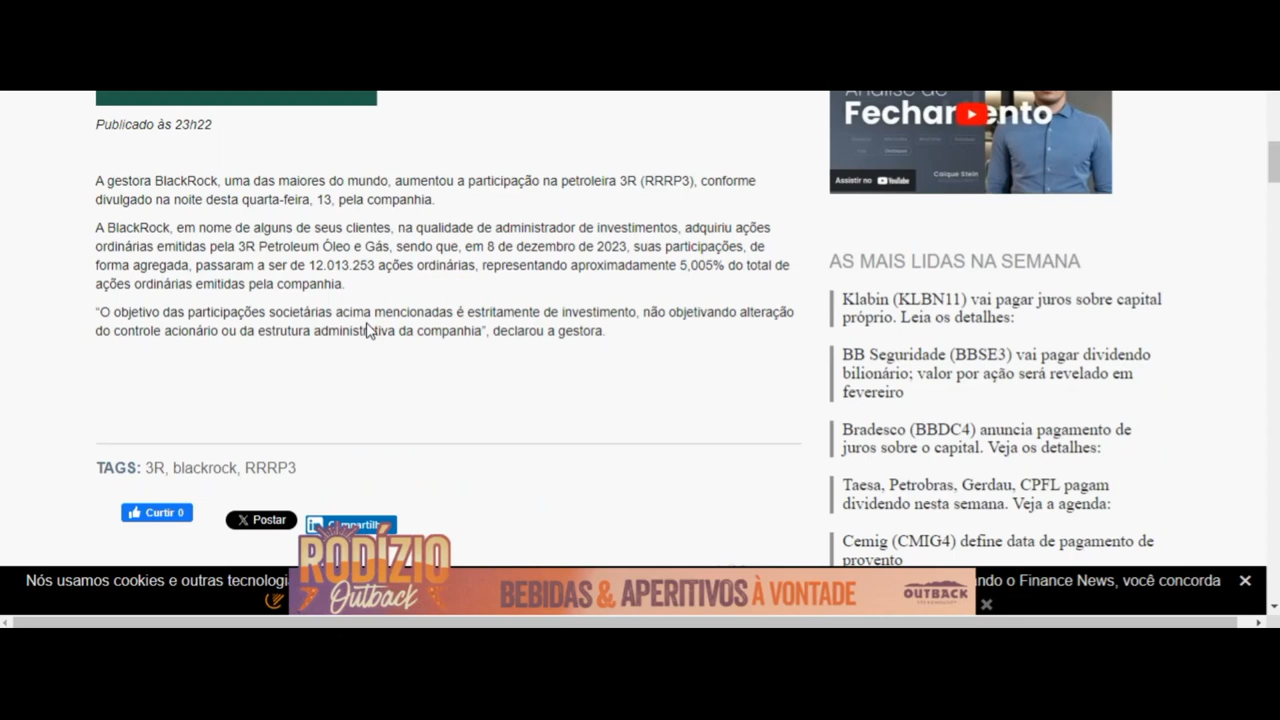 Publicado às 23h22
A gestora BlackRock, uma das maiores do mundo, aumentou a participação na petroleira 3R (RRRP3), conforme
divulgado na noite desta quarta-feira, 13, pela companhia.
A BlackRock, em nome de alguns de seus clientes, na qualidade de administrador de investimentos, adquiriu ações
ordinárias emitidas pela 3R Petroleum Óleo e Gás, sendo que, em 8 de dezembro de 2023, suas participações, de
forma agregada, passaram a ser de 12.013.253 ações ordinárias, representando aproximadamente 5,005% do total de
ações ordinárias emitidas pela companhia.
“O objetivo das participações societárias acima mencionadas é estritamente de investimento, não objetivando alteração
do controle acionário ou da estrutura administrativa da companhia”, declarou a gestora.
TAGS: 3R, blackrock, RRRP3
Curtir 0
Postar
Compartilh
Análise de
Fechamento
Assistir no YouTube
Caíque Stein
AS MAIS LIDAS NA SEMANA
Klabin (KLBN11) vai pagar juros sobre capital
próprio. Leia os detalhes:
BB Seguridade (BBSE3) vai pagar dividendo
bilionário; valor por ação será revelado em
fevereiro
Bradesco (BBDC4) anuncia pagamento de
juros sobre o capital. Veja os detalhes:
Taesa, Petrobras, Gerdau, CPFL pagam
dividendo nesta semana. Veja a agenda:
Cemig (CMIG4) define data de pagamento de
provento
Nós usamos cookies e outras tecnologi
ndo o Finance News, você concorda
RODÍZIO
Outback
BEBIDAS & APERITIVOS À VONTADE
OUTBACK
STEAKHOUSE